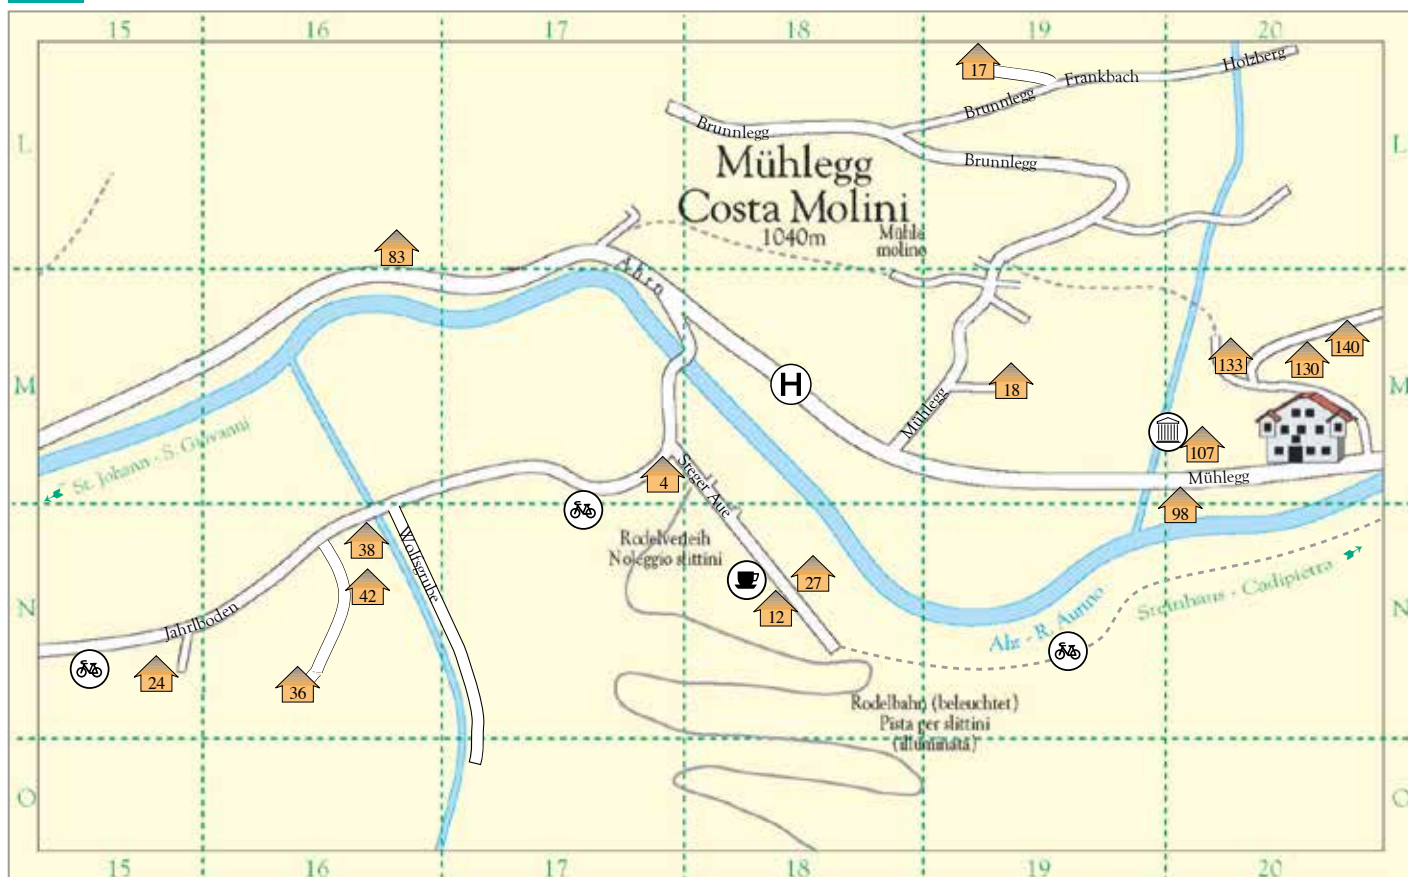 15 16 17 18 19 20
17
Holzberg
Frankbach
Brunnlegg
Brunnlegg
L L
Brunnlegg
Mühlegg
Costa Molini
1040m
Mühle
molino
83
Ahrn
133
130
140
M M
H
18
Mühlegg
St. Johann - S. Giovanni
107
4
Steger Aue
Mühlegg
98
Rodelverleih
Noleggio slittini
38
42
Wolfsgrube
27
12
Steinhaus - Cadipietra
N N
Jahrlboden
Ahr - R. Aurino
24
36
Rodelbahn (beleuchtet)
Pista per slittini
(illuminata)
O O
15 16 17 18 19 20